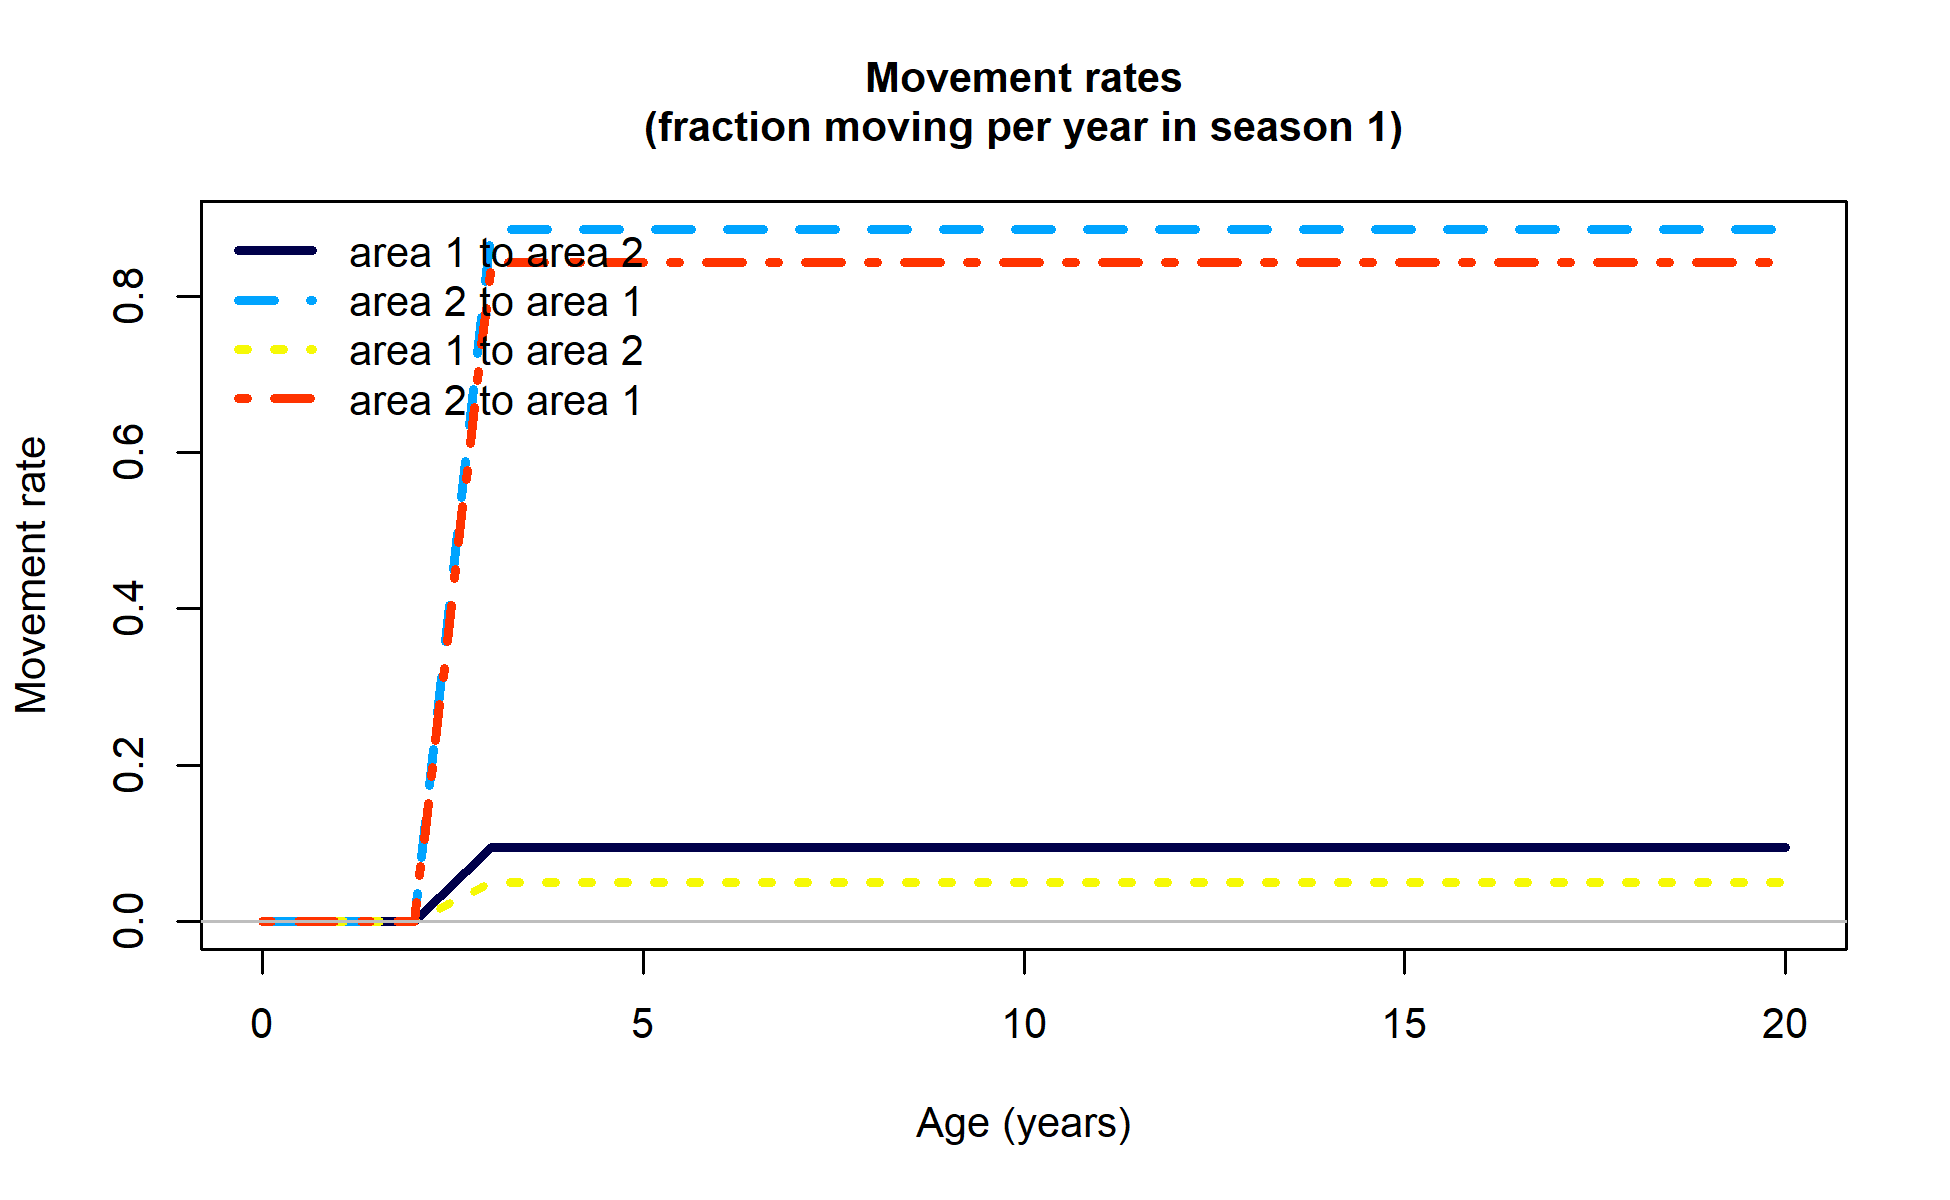 Movement rates
(fraction moving per year in season 1)
area 1 to area 2
area 2 to area 1
area 1 to area 2
area 2 to area 1
Movement rate
0.8
0.6
0.4
0.2
0.0
0 5 10 15 20
Age (years)